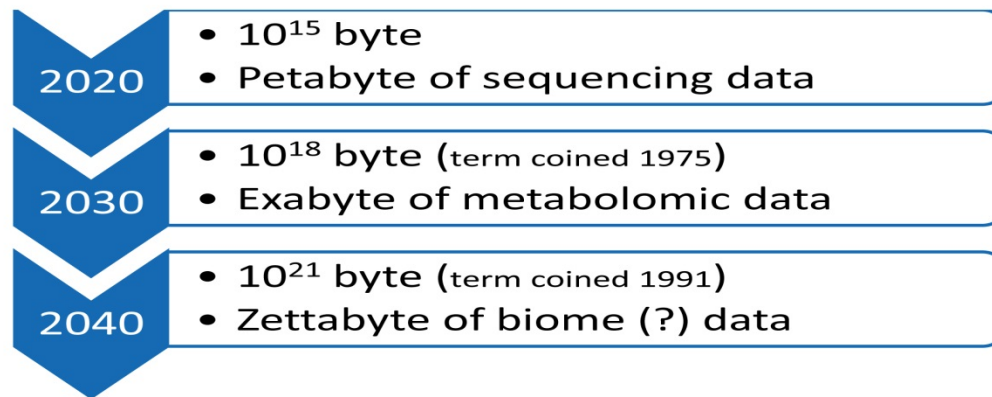 2020
• 10¹⁵ byte
• Petabyte of sequencing data
2030
• 10¹⁸ byte (term coined 1975)
• Exabyte of metabolomic data
2040
• 10²¹ byte (term coined 1991)
• Zettabyte of biome (?) data